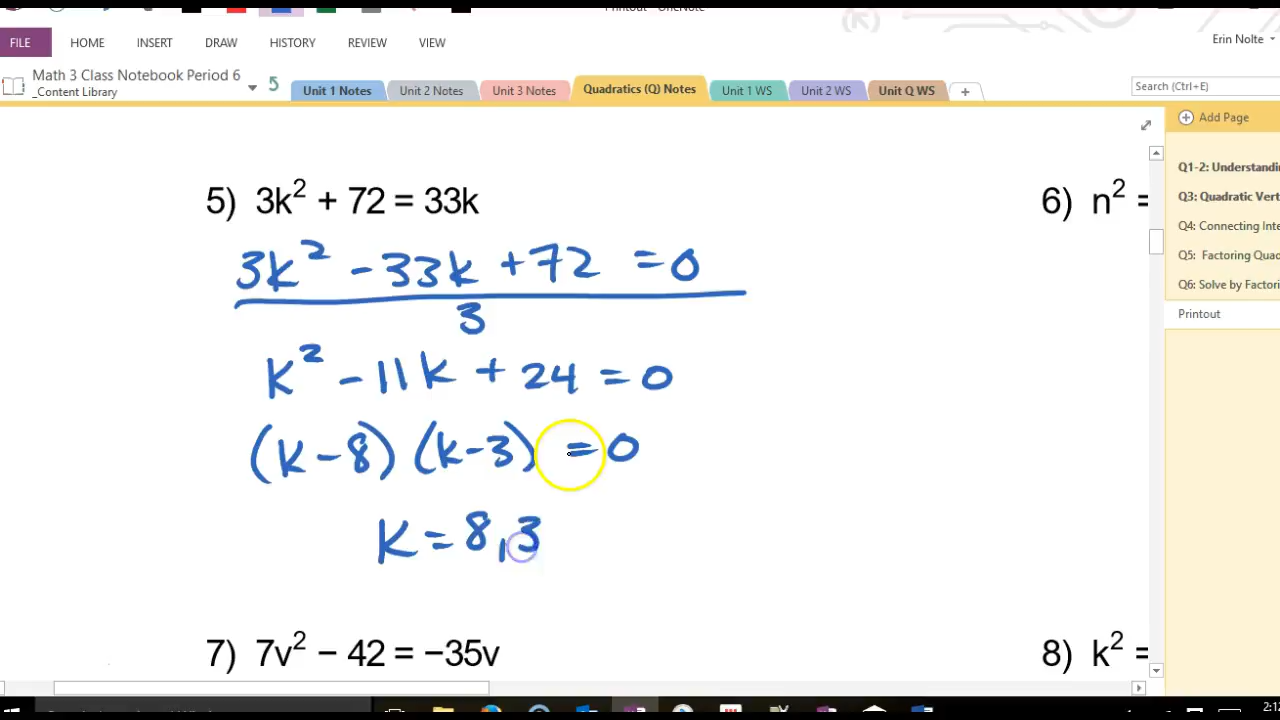 Printout - OneNote
FILE HOME INSERT DRAW HISTORY REVIEW VIEW
Erin Nolte
Math 3 Class Notebook Period 6
_Content Library
Unit 1 Notes Unit 2 Notes Unit 3 Notes Quadratics (Q) Notes Unit 1 WS Unit 2 WS Unit Q WS +
Search (Ctrl+E)
Add Page
Q1-2: Understandin
Q3: Quadratic Vert
Q4: Connecting Inte
Q5: Factoring Quad
Q6: Solve by Factori
Printout
5) 3k² + 72 = 33k
6) n² =
3k² - 33k + 72 = 0
3
k² - 11k + 24 = 0
(k - 8) (k - 3) = 0
k = 8, 3
7) 7v² − 42 = −35v
8) k² =